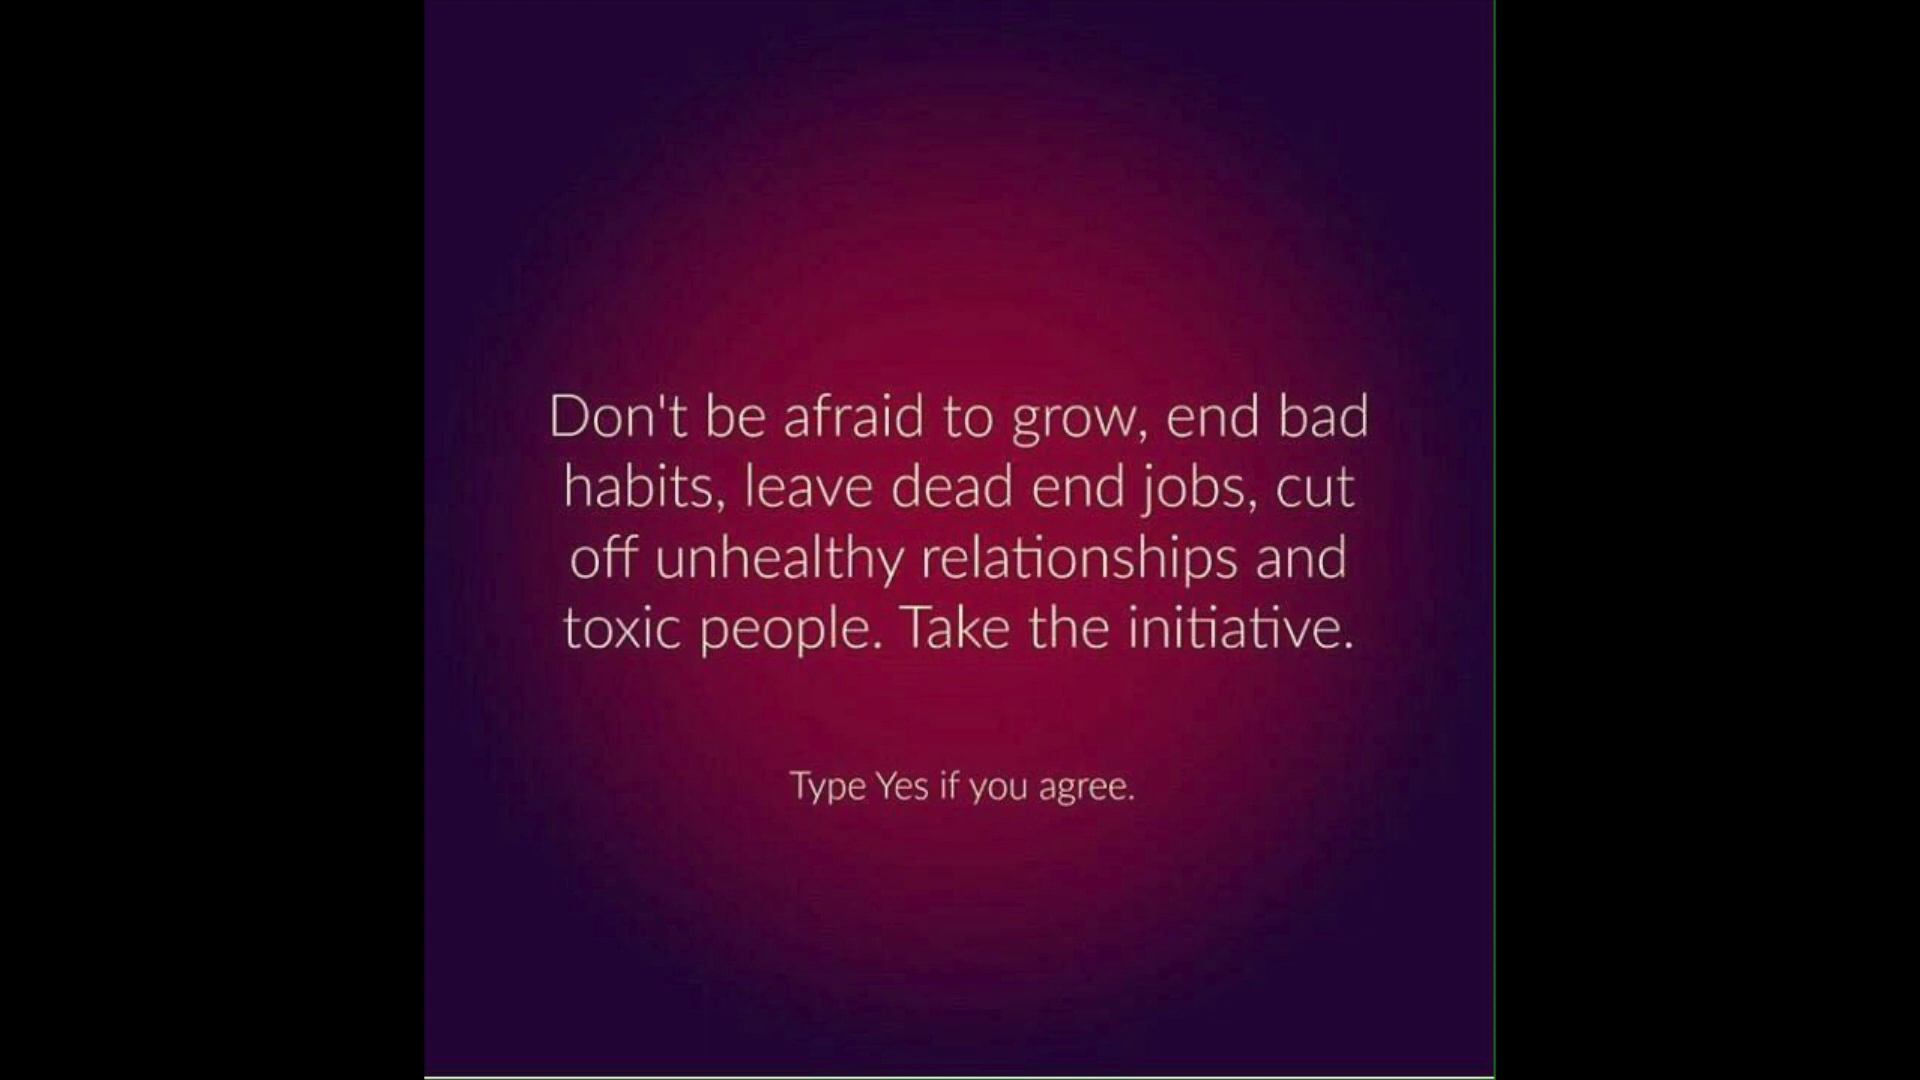 Don't be afraid to grow, end bad
habits, leave dead end jobs, cut
off unhealthy relationships and
toxic people. Take the initiative.
Type Yes if you agree.